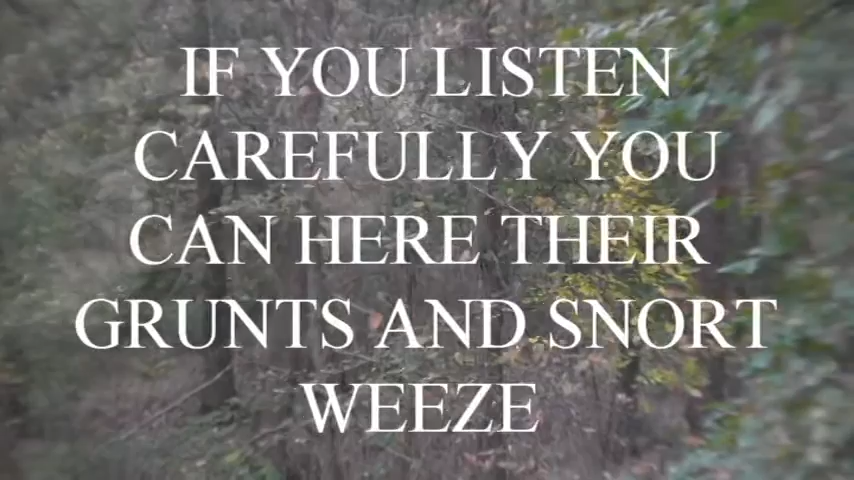 IF YOU LISTEN
CAREFULLY YOU
CAN HERE THEIR
GRUNTS AND SNORT
WEEZE